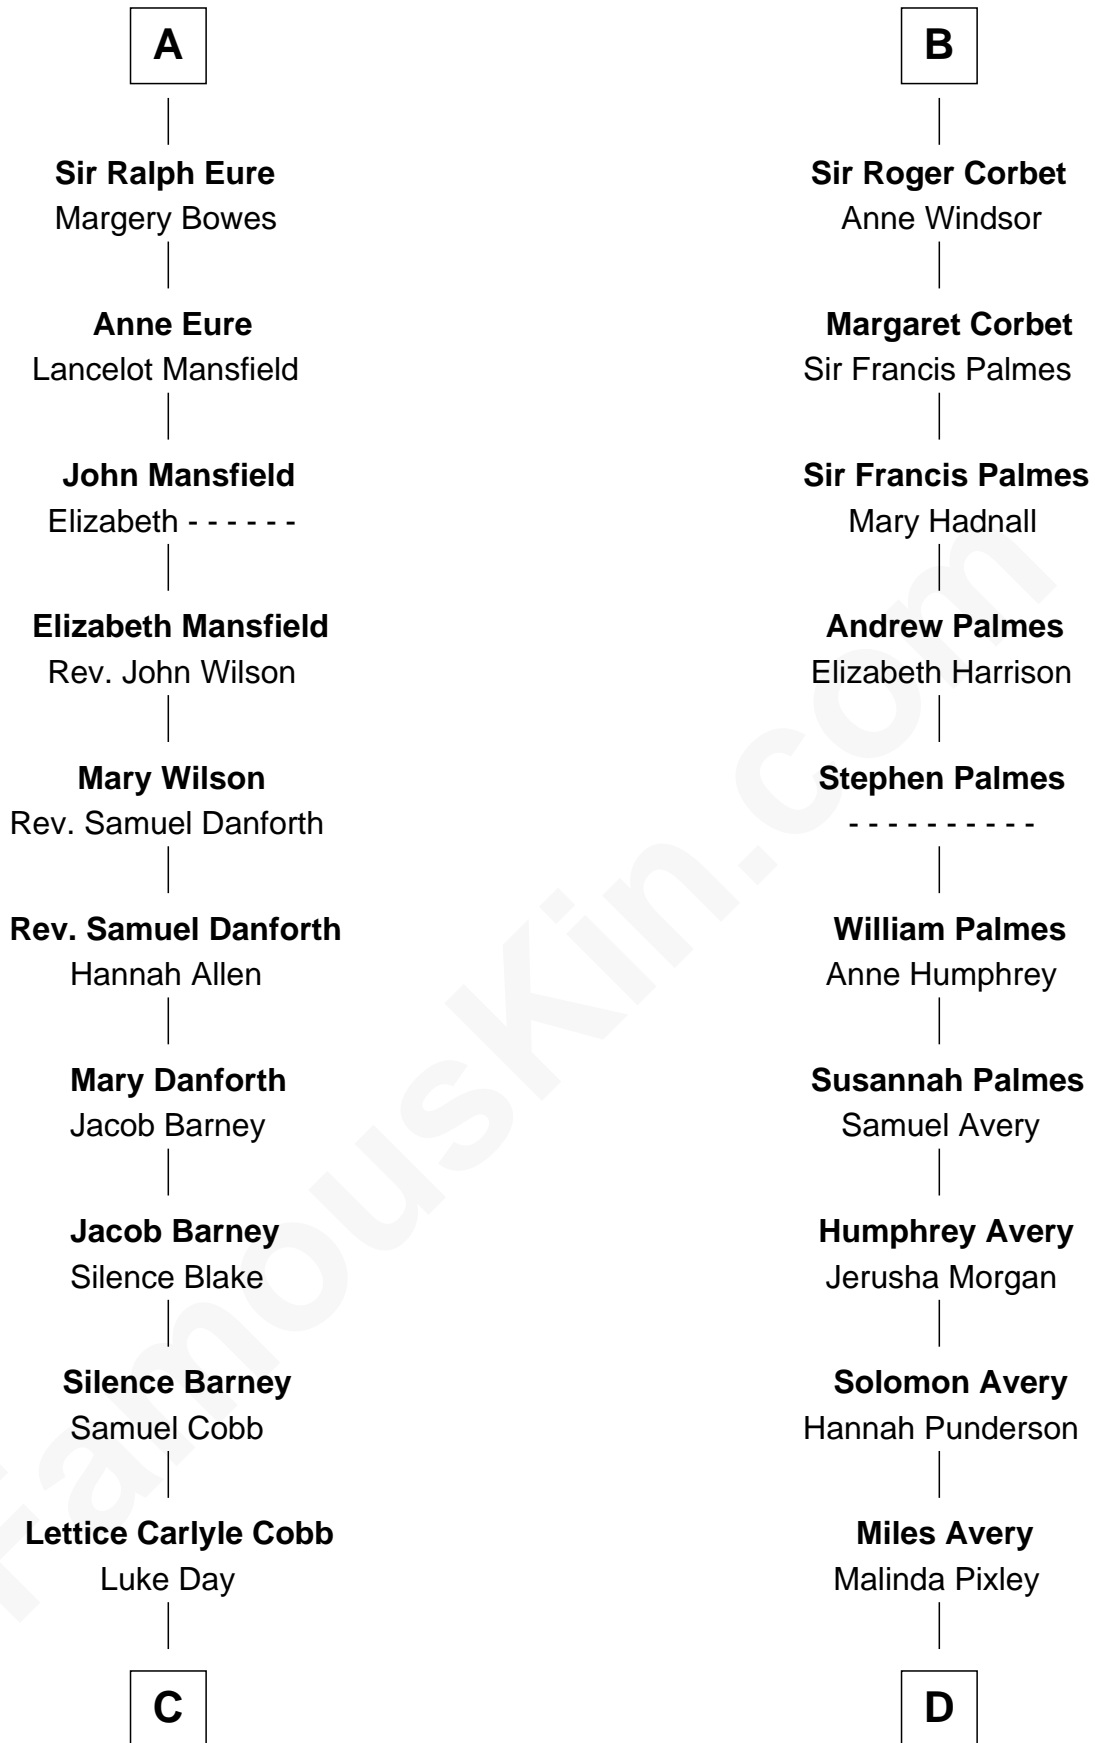 A
Sir Ralph Eure
Margery Bowes
Anne Eure
Lancelot Mansfield
John Mansfield
Elizabeth - - - - - -
Elizabeth Mansfield
Rev. John Wilson
Mary Wilson
Rev. Samuel Danforth
Rev. Samuel Danforth
Hannah Allen
Mary Danforth
Jacob Barney
Jacob Barney
Silence Blake
Silence Barney
Samuel Cobb
Lettice Carlyle Cobb
Luke Day
C
B
Sir Roger Corbet
Anne Windsor
Margaret Corbet
Sir Francis Palmes
Sir Francis Palmes
Mary Hadnall
Andrew Palmes
Elizabeth Harrison
Stephen Palmes
- - - - - - - - - -
William Palmes
Anne Humphrey
Susannah Palmes
Samuel Avery
Humphrey Avery
Jerusha Morgan
Solomon Avery
Hannah Punderson
Miles Avery
Malinda Pixley
D
FamousKin.com